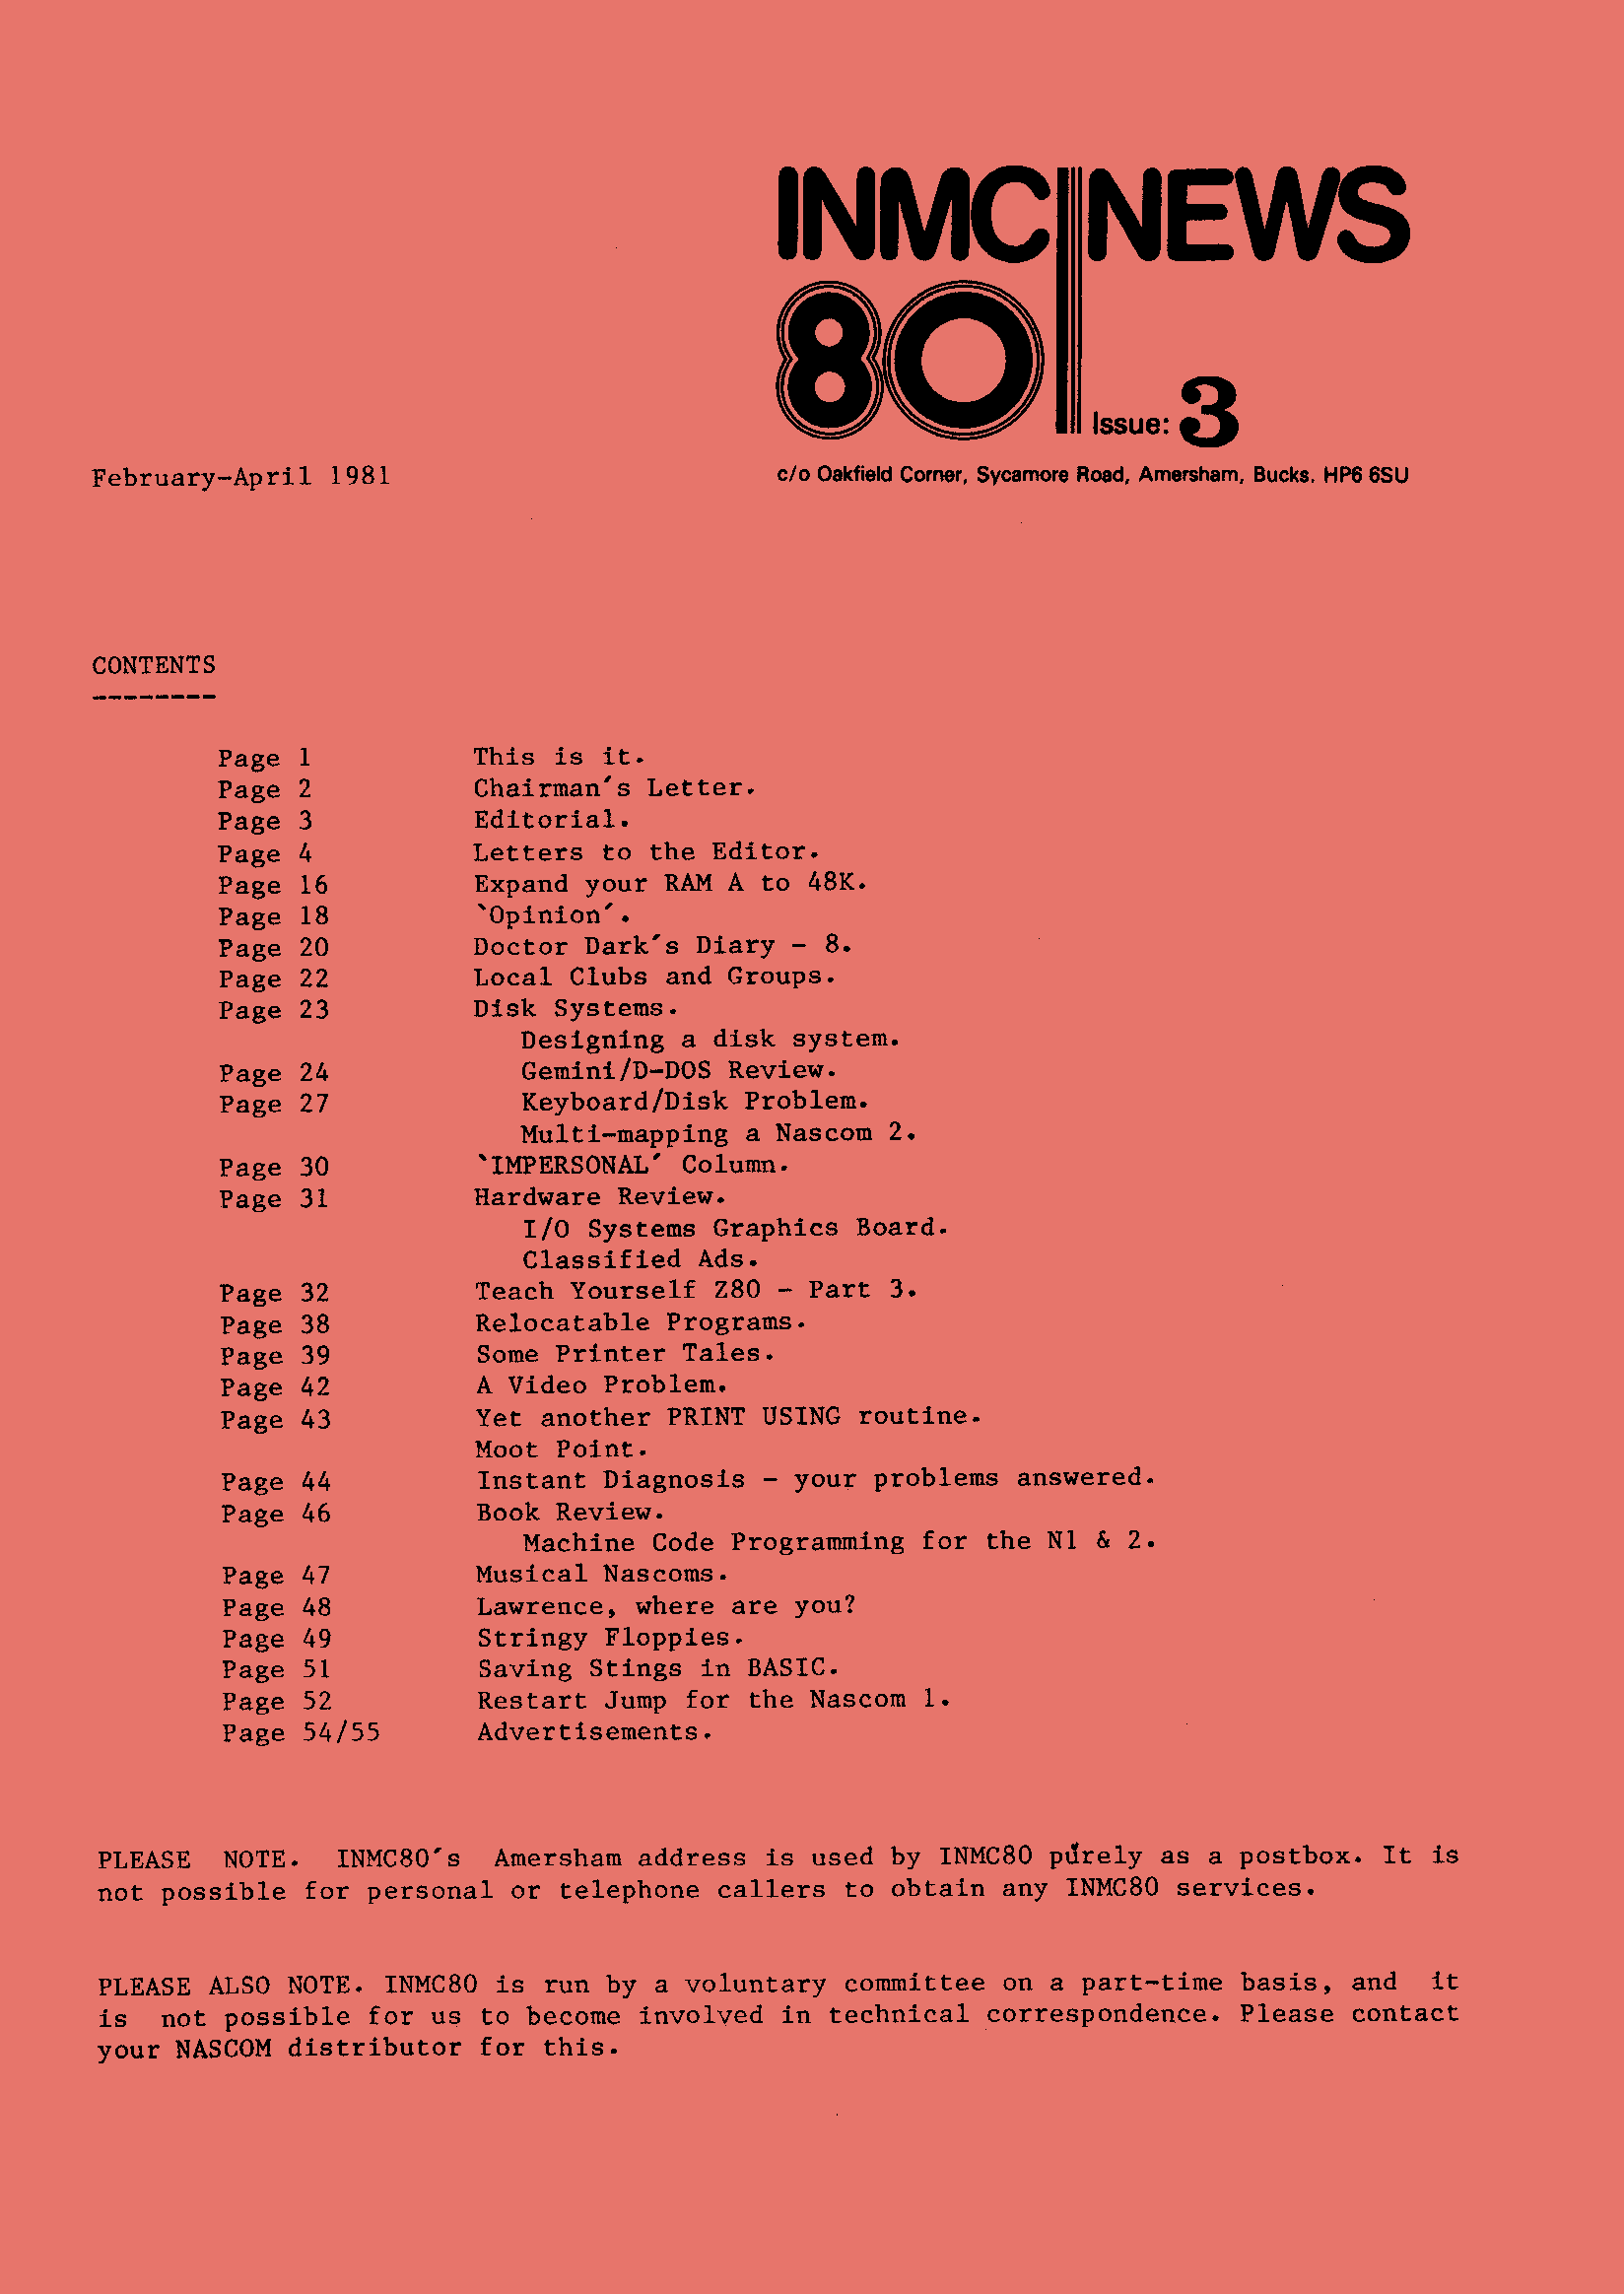 INMC NEWS
80 Issue: 3
February-April 1981
c/o Oakfield Corner, Sycamore Road, Amersham, Bucks. HP6 6SU
CONTENTS
--------
Page 1 This is it.
Page 2 Chairman's Letter.
Page 3 Editorial.
Page 4 Letters to the Editor.
Page 16 Expand your RAM A to 48K.
Page 18 `Opinion'.
Page 20 Doctor Dark's Diary - 8.
Page 22 Local Clubs and Groups.
Page 23 Disk Systems.
Designing a disk system.
Page 24 Gemini/D-DOS Review.
Page 27 Keyboard/Disk Problem.
Multi-mapping a Nascom 2.
Page 30 `IMPERSONAL' Column.
Page 31 Hardware Review.
I/O Systems Graphics Board.
Classified Ads.
Page 32 Teach Yourself Z80 - Part 3.
Page 38 Relocatable Programs.
Page 39 Some Printer Tales.
Page 42 A Video Problem.
Page 43 Yet another PRINT USING routine.
Moot Point.
Page 44 Instant Diagnosis - your problems answered.
Page 46 Book Review.
Machine Code Programming for the N1 & 2.
Page 47 Musical Nascoms.
Page 48 Lawrence, where are you?
Page 49 Stringy Floppies.
Page 51 Saving Stings in BASIC.
Page 52 Restart Jump for the Nascom 1.
Page 54/55 Advertisements.
PLEASE NOTE. INMC80's Amersham address is used by INMC80 purely as a postbox. It is
not possible for personal or telephone callers to obtain any INMC80 services.
PLEASE ALSO NOTE. INMC80 is run by a voluntary committee on a part-time basis, and it
is not possible for us to become involved in technical correspondence. Please contact
your NASCOM distributor for this.